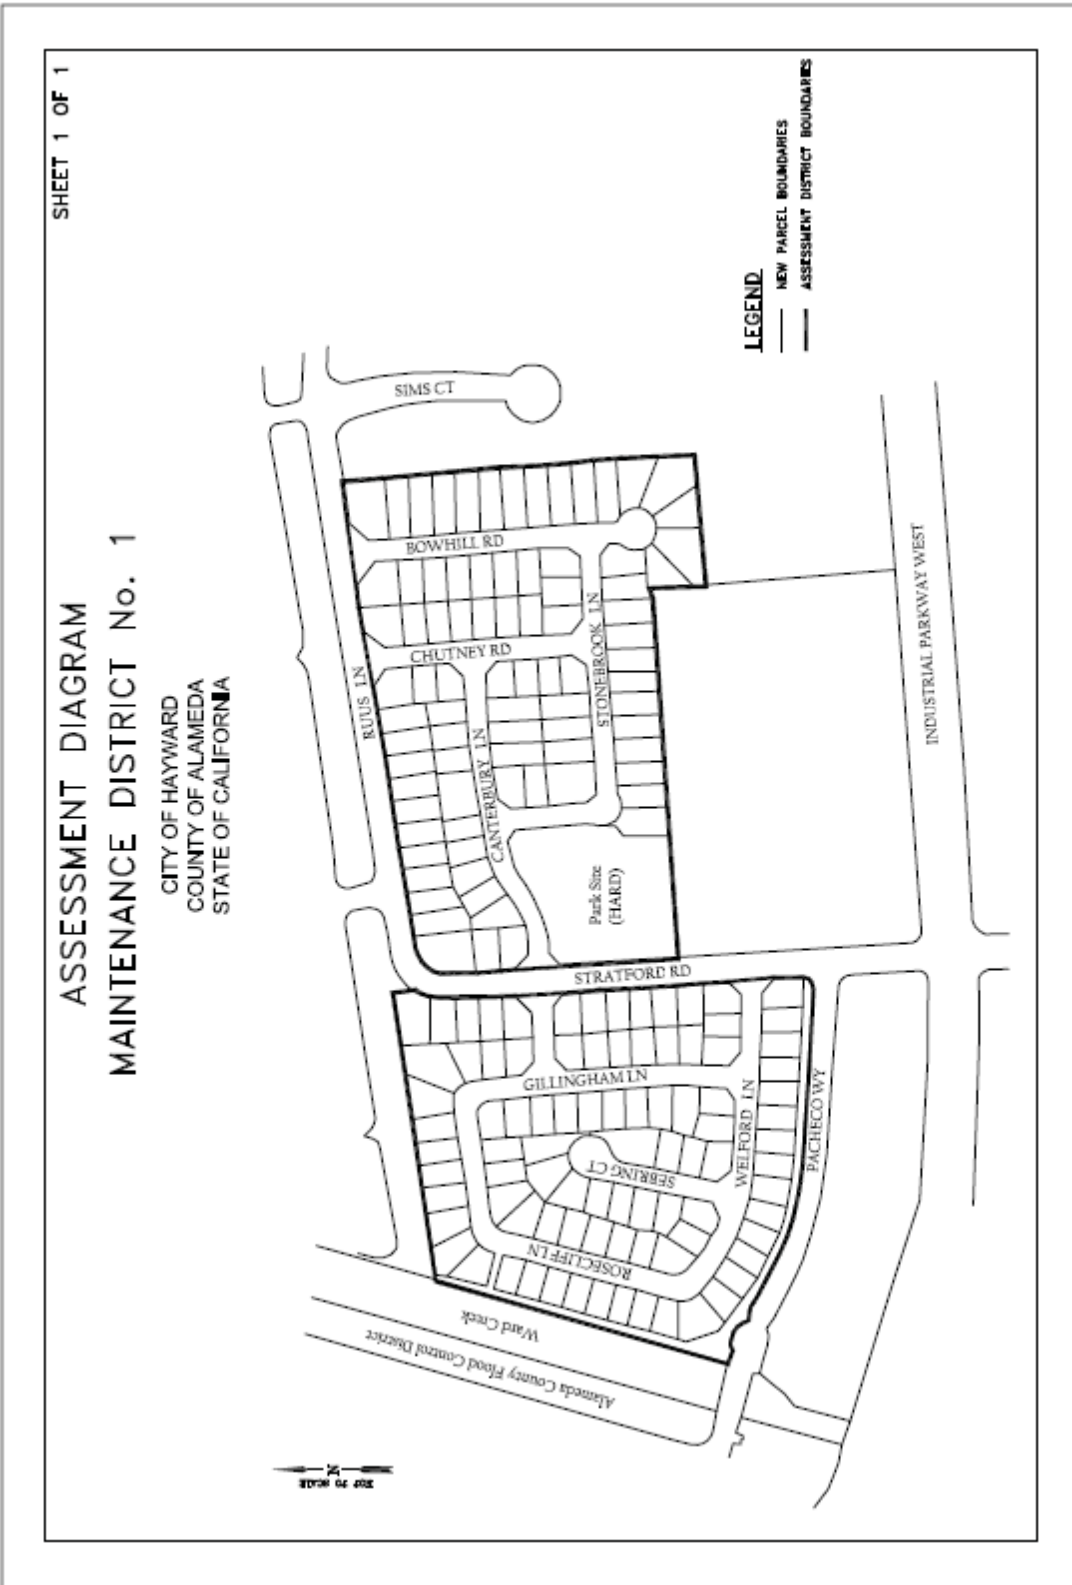 SHEET 1 OF 1
ASSESSMENT DIAGRAM
MAINTENANCE DISTRICT No. 1
CITY OF HAYWARD
COUNTY OF ALAMEDA
STATE OF CALIFORNIA
SIMS CT
BOWHILL RD
RUUS LN
CHUTNEY RD
STONEBROOK LN
CANTERBURY LN
Park Site
(HARD)
STRATFORD RD
INDUSTRIAL PARKWAY WEST
GILLINGHAM LN
WELFORD LN
PACHECO WY
SEBRING CT
ROSECLIFF LN
Ward Creek
Alameda County Flood Control District
LEGEND
NEW PARCEL BOUNDARIES
ASSESSMENT DISTRICT BOUNDARIES
N
NOT TO SCALE